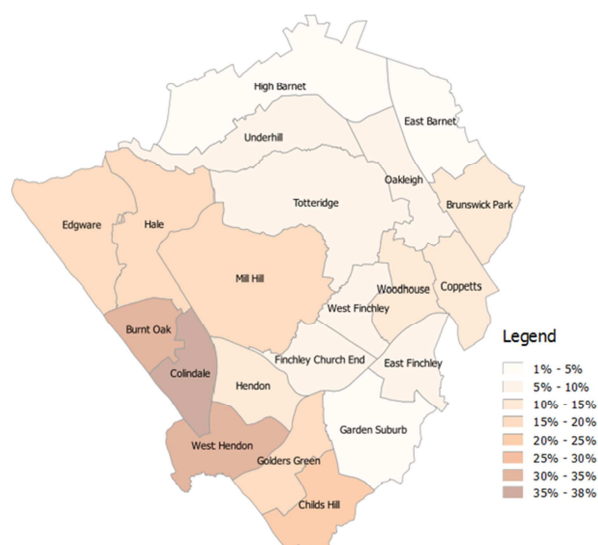 High Barnet
East Barnet
Underhill
Oakleigh
Totteridge
Brunswick Park
Edgware
Hale
Mill Hill
Woodhouse
Coppetts
West Finchley
Burnt Oak
Finchley Church End
East Finchley
Colindale
Hendon
Garden Suburb
West Hendon
Golders Green
Childs Hill
Legend
1% - 5%
5% - 10%
10% - 15%
15% - 20%
20% - 25%
25% - 30%
30% - 35%
35% - 38%